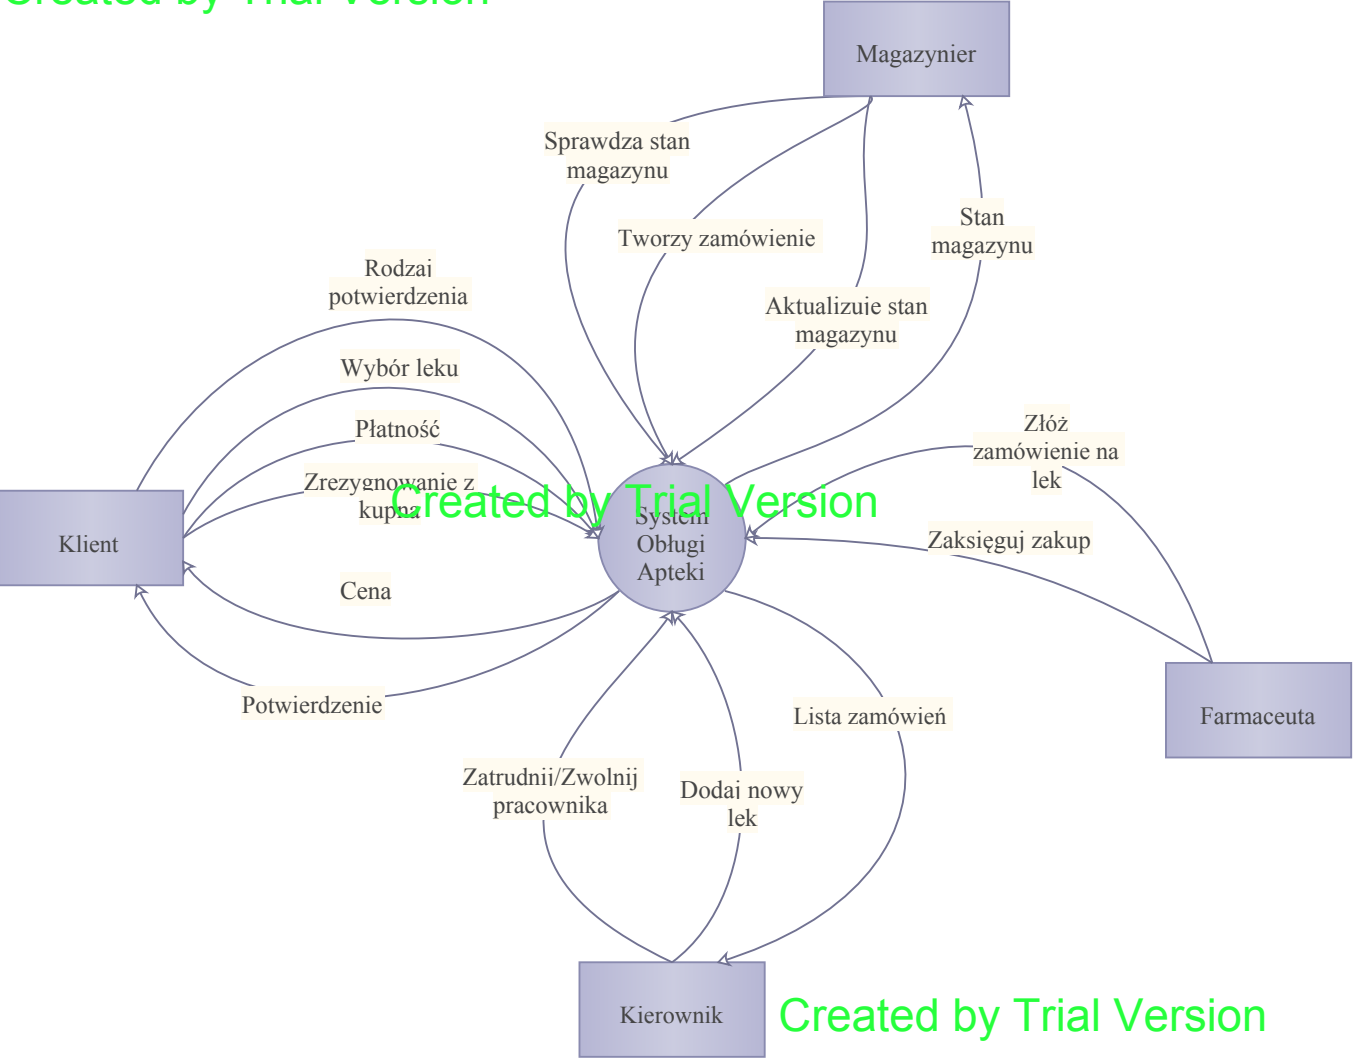 Created by Trial Version
Magazynier
Sprawdza stan
magazynu
Tworzy zamówienie
Stan
magazynu
Aktualizuje stan
magazynu
Rodzaj
potwierdzenia
Wybór leku
Płatność
Zrezygnowanie z
kupna
Złóż
zamówienie na
lek
Zaksięguj zakup
Created by Trial Version
Klient
System
Obługi
Apteki
Cena
Potwierdzenie
Farmaceuta
Lista zamówień
Zatrudnij/Zwolnij
pracownika
Dodaj nowy
lek
Kierownik
Created by Trial Version